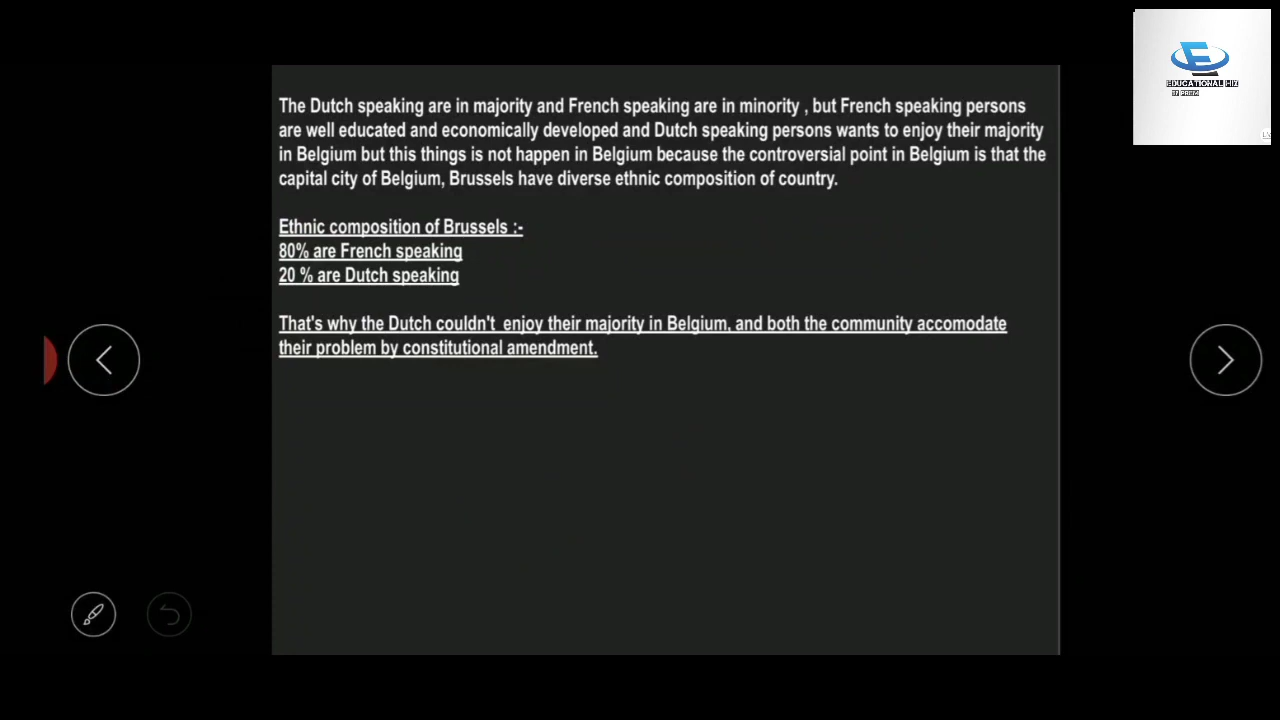 The Dutch speaking are in majority and French speaking are in minority , but French speaking persons
are well educated and economically developed and Dutch speaking persons wants to enjoy their majority
in Belgium but this things is not happen in Belgium because the controversial point in Belgium is that the
capital city of Belgium, Brussels have diverse ethnic composition of country.
Ethnic composition of Brussels :-
80% are French speaking
20 % are Dutch speaking
That's why the Dutch couldn't enjoy their majority in Belgium, and both the community accomodate
their problem by constitutional amendment.
EDUCATIONAL